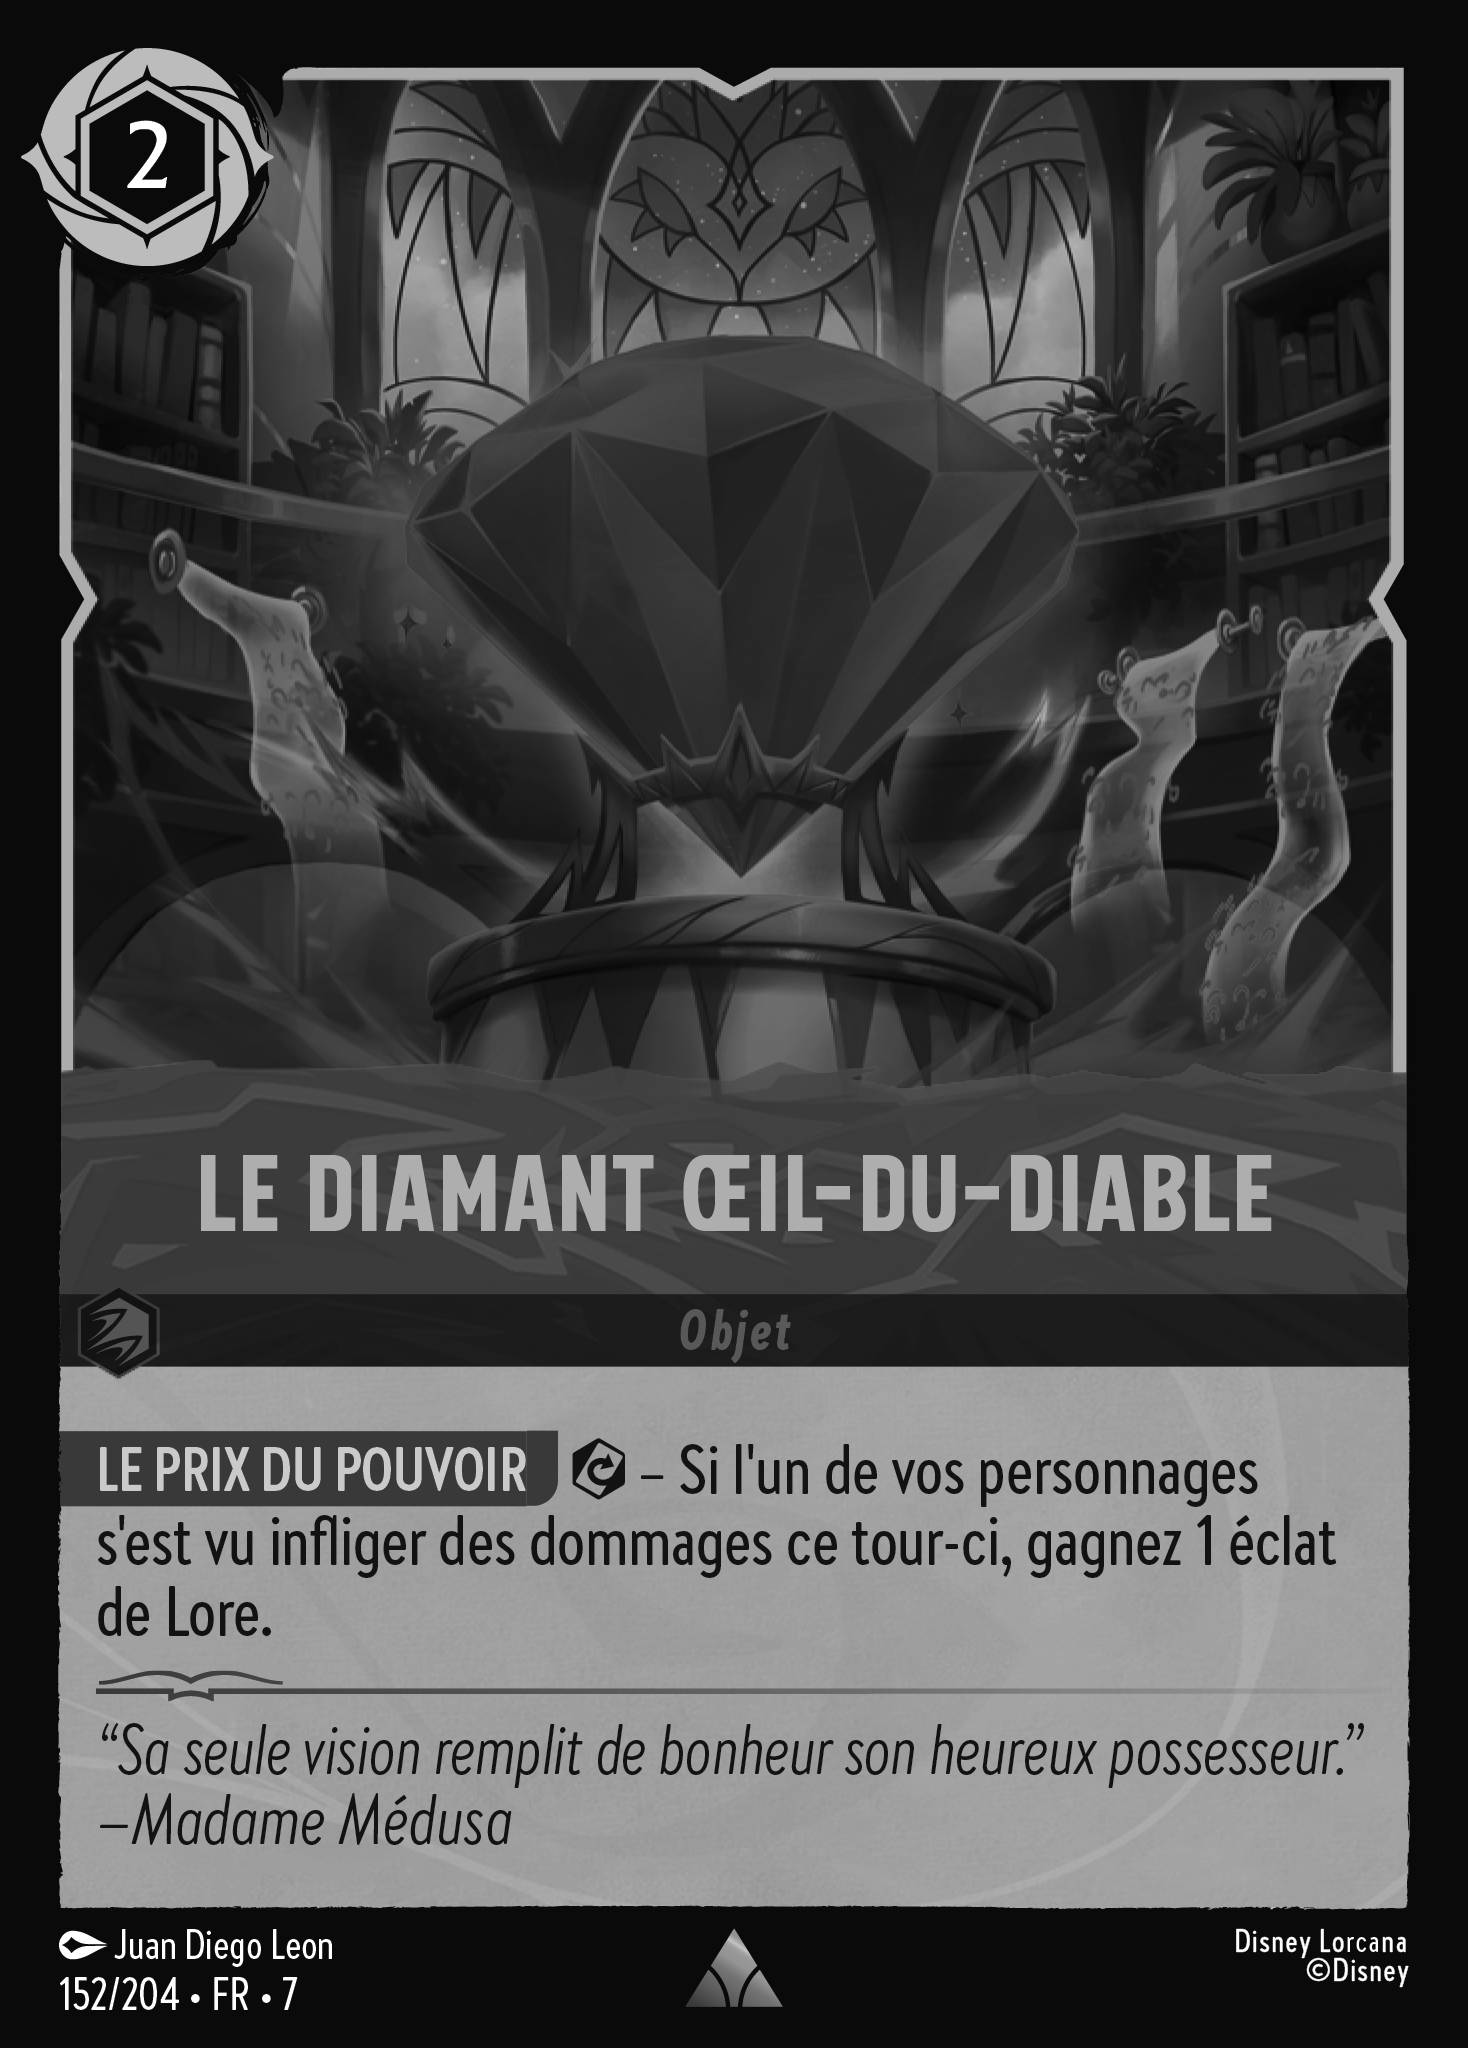 2
LE DIAMANT ŒIL-DU-DIABLE
Objet
LE PRIX DU POUVOIR – Si l'un de vos personnages
s'est vu infliger des dommages ce tour-ci, gagnez 1 éclat
de Lore.
“Sa seule vision remplit de bonheur son heureux possesseur.”
–Madame Médusa
Juan Diego Leon
152/204 • FR • 7
Disney Lorcana
©Disney